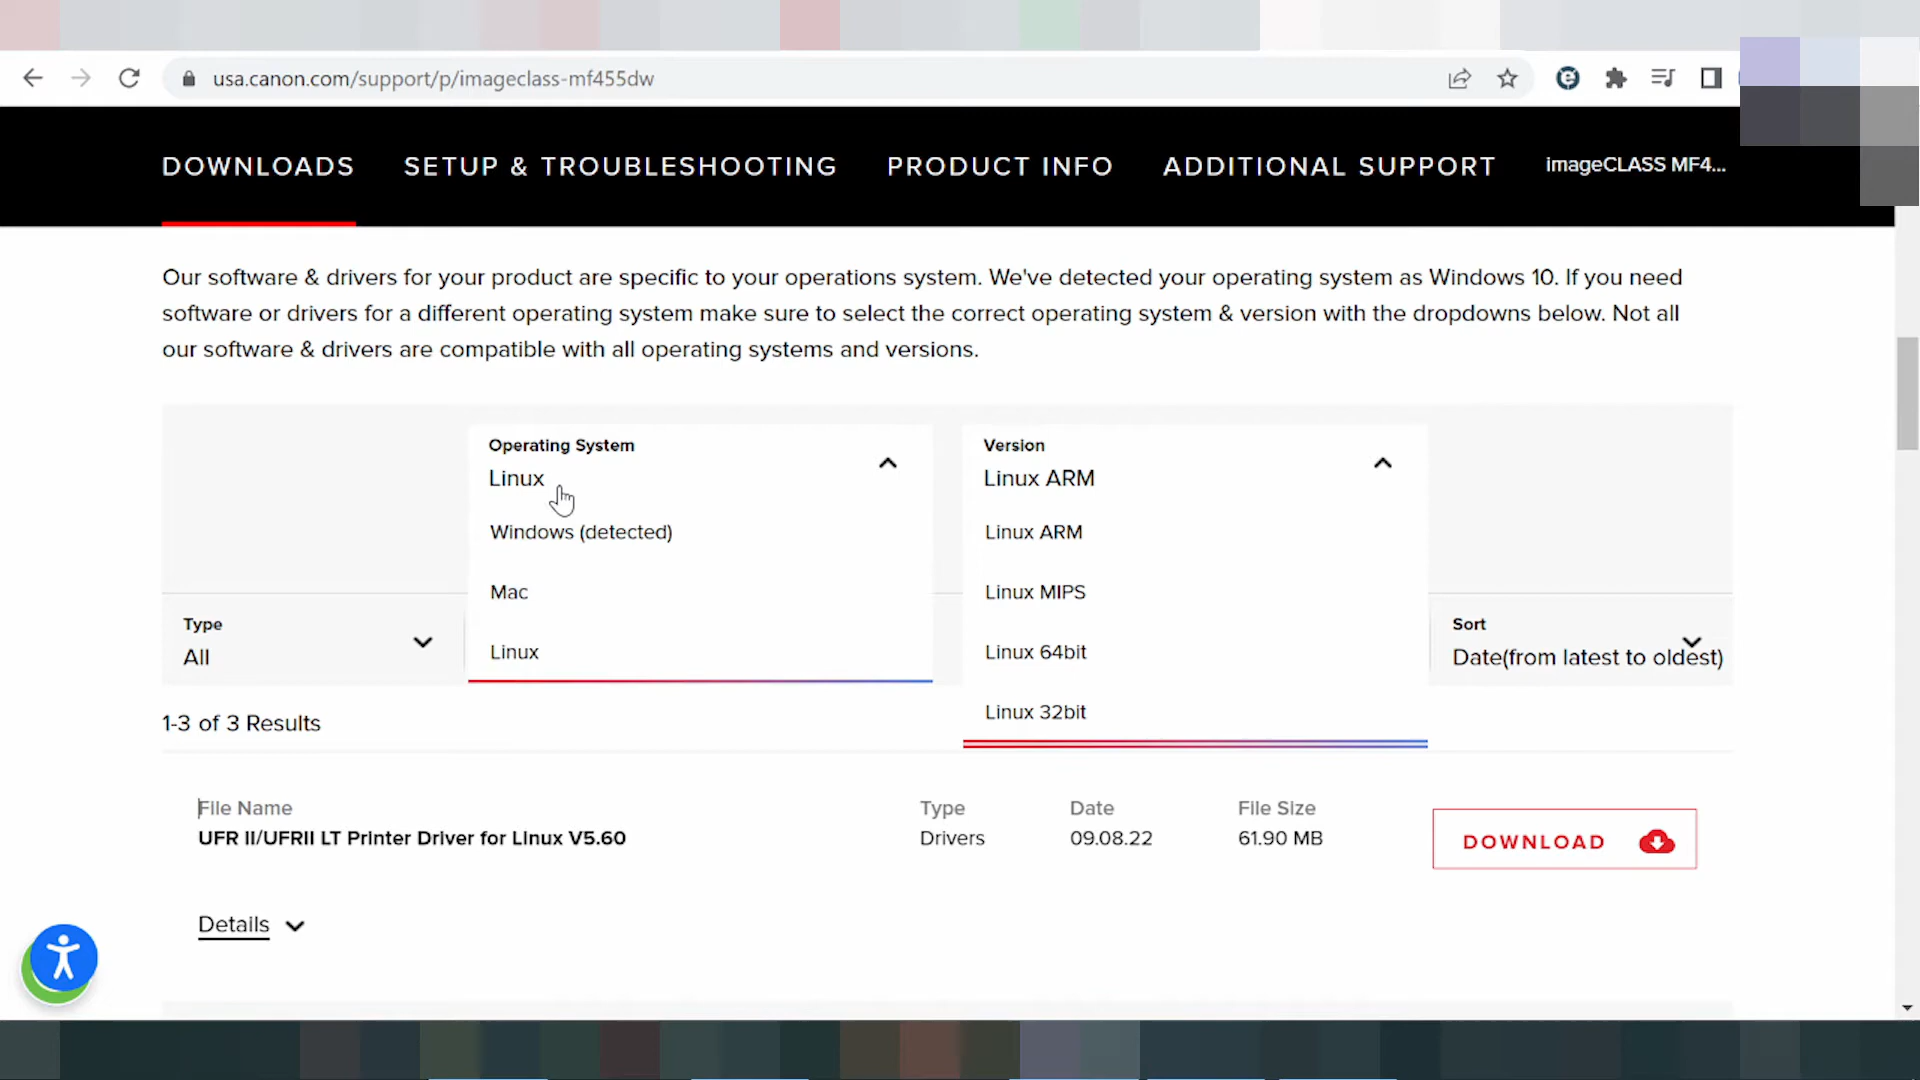 usa.canon.com/support/p/imageclass-mf455dw
DOWNLOADS SETUP & TROUBLESHOOTING PRODUCT INFO ADDITIONAL SUPPORT imageCLASS MF4...
Our software & drivers for your product are specific to your operations system. We've detected your operating system as Windows 10. If you need
software or drivers for a different operating system make sure to select the correct operating system & version with the dropdowns below. Not all
our software & drivers are compatible with all operating systems and versions.
Operating System
Linux
Windows (detected)
Mac
Linux
Version
Linux ARM
Linux ARM
Linux MIPS
Linux 64bit
Linux 32bit
Type
All
Sort
Date(from latest to oldest)
1-3 of 3 Results
File Name Type Date File Size
UFR II/UFRII LT Printer Driver for Linux V5.60 Drivers 09.08.22 61.90 MB
DOWNLOAD
Details